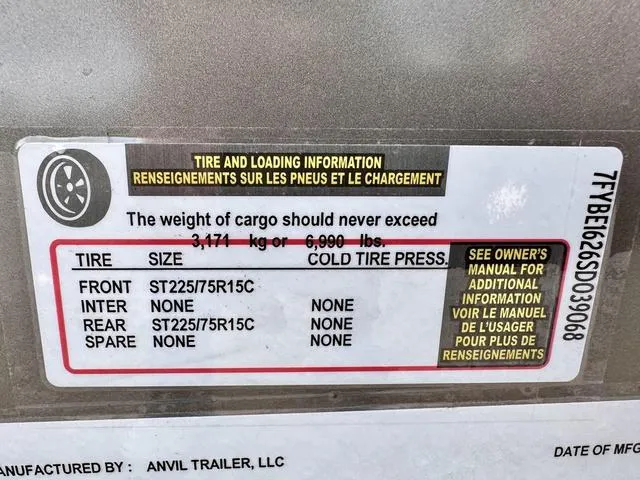 TIRE AND LOADING INFORMATION
RENSEIGNEMENTS SUR LES PNEUS ET LE CHARGEMENT
The weight of cargo should never exceed
3,171 kg or 6,990 lbs.
TIRE SIZE COLD TIRE PRESS.
FRONT ST225/75R15C
INTER NONE NONE
REAR ST225/75R15C NONE
SPARE NONE NONE
SEE OWNER'S
MANUAL FOR
ADDITIONAL
INFORMATION
VOIR LE MANUEL
DE L'USAGER
POUR PLUS DE
RENSEIGNEMENTS
7FYBE1626SD039068
ANUFACTURED BY : ANVIL TRAILER, LLC
DATE OF MFG